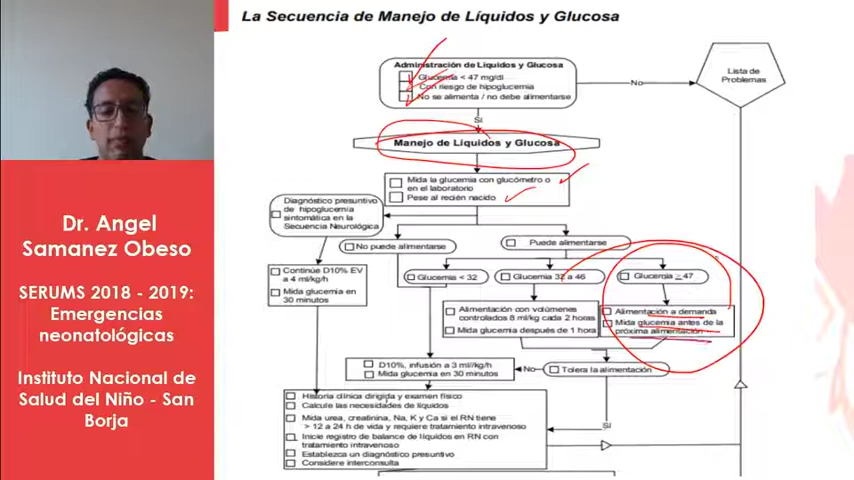 La Secuencia de Manejo de Líquidos y Glucosa
Administración de Líquidos y Glucosa
Glucemia < 47 mg/dl
Con riesgo de hipoglucemia
No se alimenta / no debe alimentarse
No
Lista de
Problemas
Sí
Manejo de Líquidos y Glucosa
Mida la glucemia con glucómetro o
en el laboratorio
Pese al recién nacido
Diagnóstico presuntivo
de hipoglucemia
sintomática en la
Secuencia Neurológica
No puede alimentarse
Puede alimentarse
Continúe D10% EV
a 4 ml/kg/h
Mida glucemia en
30 minutos
Glucemia < 32
Glucemia 32 a 46
Glucemia ≥ 47
Alimentación con volúmenes
controlados 8 ml/kg cada 2 horas
Mida glucemia después de 1 hora
Alimentación a demanda
Mida glucemia antes de la
próxima alimentación
D10%, infusión a 3 ml/kg/h
Mida glucemia en 30 minutos
No
Tolera la alimentación
Sí
Historia clínica dirigida y examen físico
Calcule las necesidades de líquidos
Mida urea, creatinina, Na, K y Ca si el RN tiene
> 12 a 24 h de vida y requiere tratamiento intravenoso
Inicie registro de balance de líquidos en RN con
tratamiento intravenoso
Establezca un diagnóstico presuntivo
Considere interconsulta
Dr. Angel
Samanez Obeso
SERUMS 2018 - 2019:
Emergencias
neonatológicas
Instituto Nacional de
Salud del Niño - San
Borja